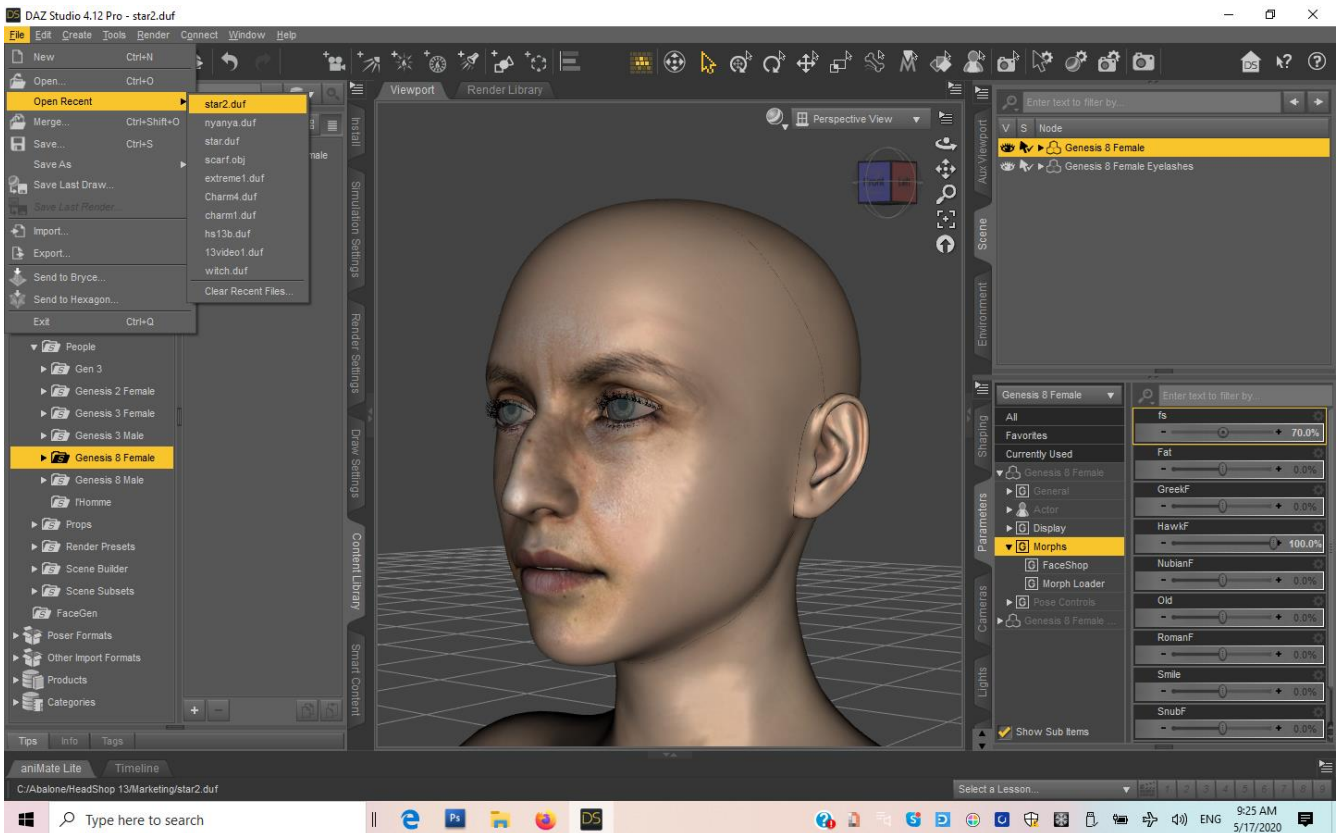 DAZ Studio 4.12 Pro - star2.duf
File Edit Create Tools Render Connect Window Help
New Ctrl+N
Open... Ctrl+O
Open Recent
Merge... Ctrl+Shift+O
Save... Ctrl+S
Save As
Save Last Draw...
Save Last Render...
Import...
Export...
Send to Bryce...
Send to Hexagon...
Exit Ctrl+Q
star2.duf
nyanya.duf
star.duf
scarf.obj
extreme1.duf
Charm4.duf
charm1.duf
hs13b.duf
13video1.duf
witch.duf
Clear Recent Files...
People
Gen 3
Genesis 2 Female
Genesis 3 Female
Genesis 3 Male
Genesis 8 Female
Genesis 8 Male
l'Homme
Props
Render Presets
Scene Builder
Scene Subsets
FaceGen
Poser Formats
Other Import Formats
Products
Categories
Tips Info Tags
Install
Simulation Settings
Render Settings
Draw Settings
Content Library
Smart Content
Viewport Render Library
Perspective View
Aux Viewport
Scene
Environment
Enter text to filter by...
V S Node
Genesis 8 Female
Genesis 8 Female Eyelashes
Shaping
Parameters
Cameras
Lights
Genesis 8 Female
All
Favorites
Currently Used
Genesis 8 Female
General
Actor
Display
Morphs
FaceShop
Morph Loader
Pose Controls
Genesis 8 Female ...
Show Sub Items
Enter text to filter by...
fs
70.0%
Fat
0.0%
GreekF
0.0%
HawkF
100.0%
NubianF
0.0%
Old
0.0%
RomanF
0.0%
Smile
0.0%
SnubF
0.0%
aniMate Lite Timeline
C:/Abalone/HeadShop 13/Marketing/star2.duf
Select a Lesson...
1 2 3 4 5 6 7 8 9
Type here to search
Ps
DS
ENG
9:25 AM
5/17/2020